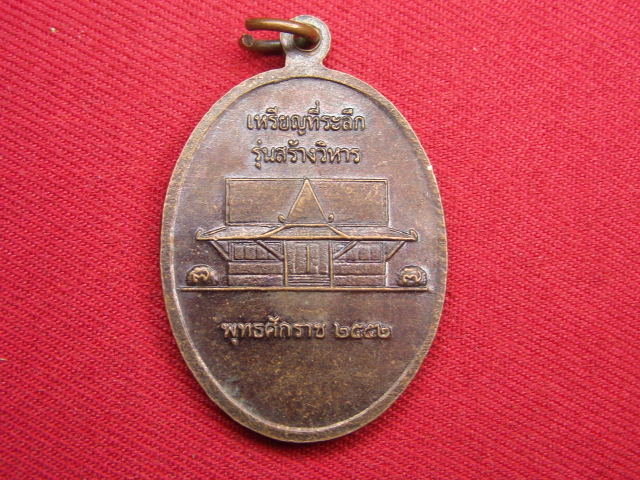 เหรียญที่ระลึก
รุ่นสร้างวิหาร
๗ ๗
พุทธศักราช ๒๕๕๒